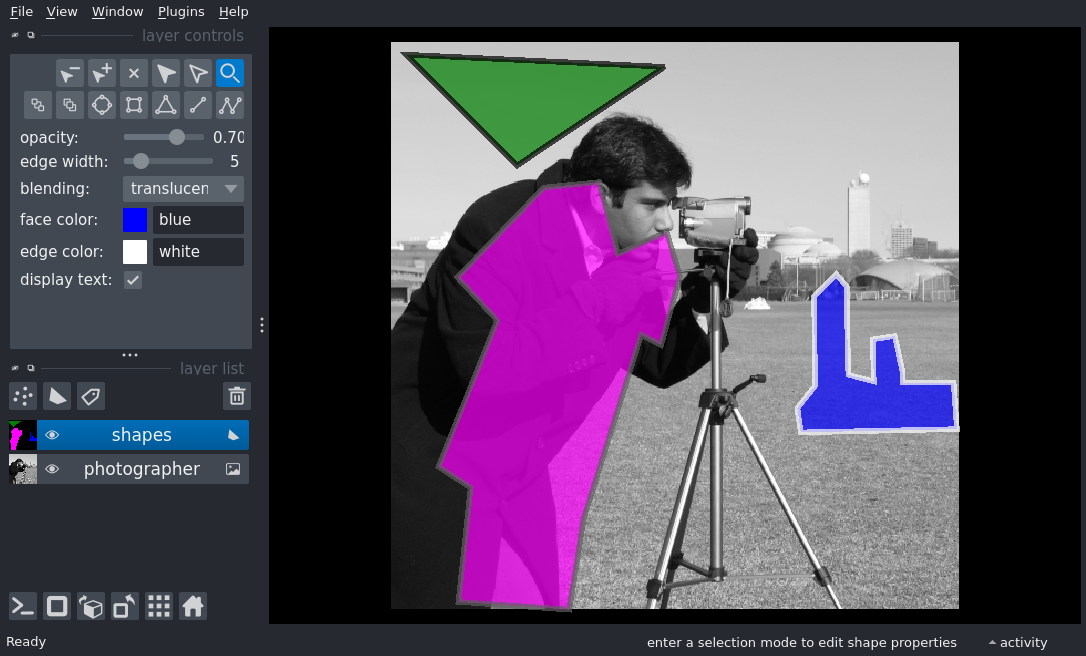 File View Window Plugins Help
layer controls
opacity: 0.70
edge width: 5
blending: translucen
face color: blue
edge color: white
display text:
layer list
shapes
photographer
Ready enter a selection mode to edit shape properties activity